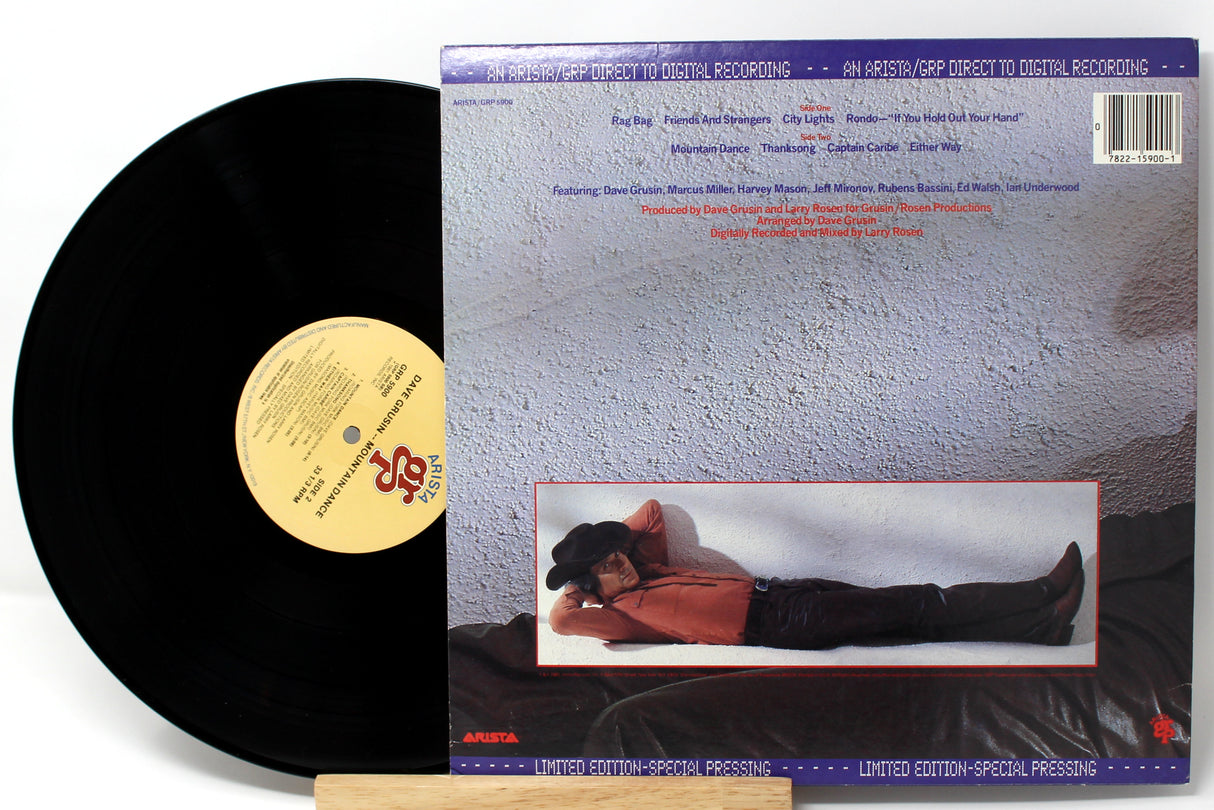 - AN ARISTA/GRP DIRECT TO DIGITAL RECORDING - - AN ARISTA/GRP DIRECT TO DIGITAL RECORDING - -
ARISTA/GRP 5900
Side One
Rag Bag Friends And Strangers City Lights Rondo—"If You Hold Out Your Hand"
Side Two
Mountain Dance Thanksong Captain Caribe Either Way
0 7822-15900-1
Featuring: Dave Grusin, Marcus Miller, Harvey Mason, Jeff Mironov, Rubens Bassini, Ed Walsh, Ian Underwood
Produced by Dave Grusin and Larry Rosen for Grusin/Rosen Productions
Arranged by Dave Grusin
Digitally Recorded and Mixed by Larry Rosen
ARISTA
GRP
- - - - - LIMITED EDITION-SPECIAL PRESSING - - - - - LIMITED EDITION-SPECIAL PRESSING - - - - -
ARISTA
GRP
DAVE GRUSIN -- MOUNTAIN DANCE
GRP 5900
SIDE 2
33 1/3 RPM